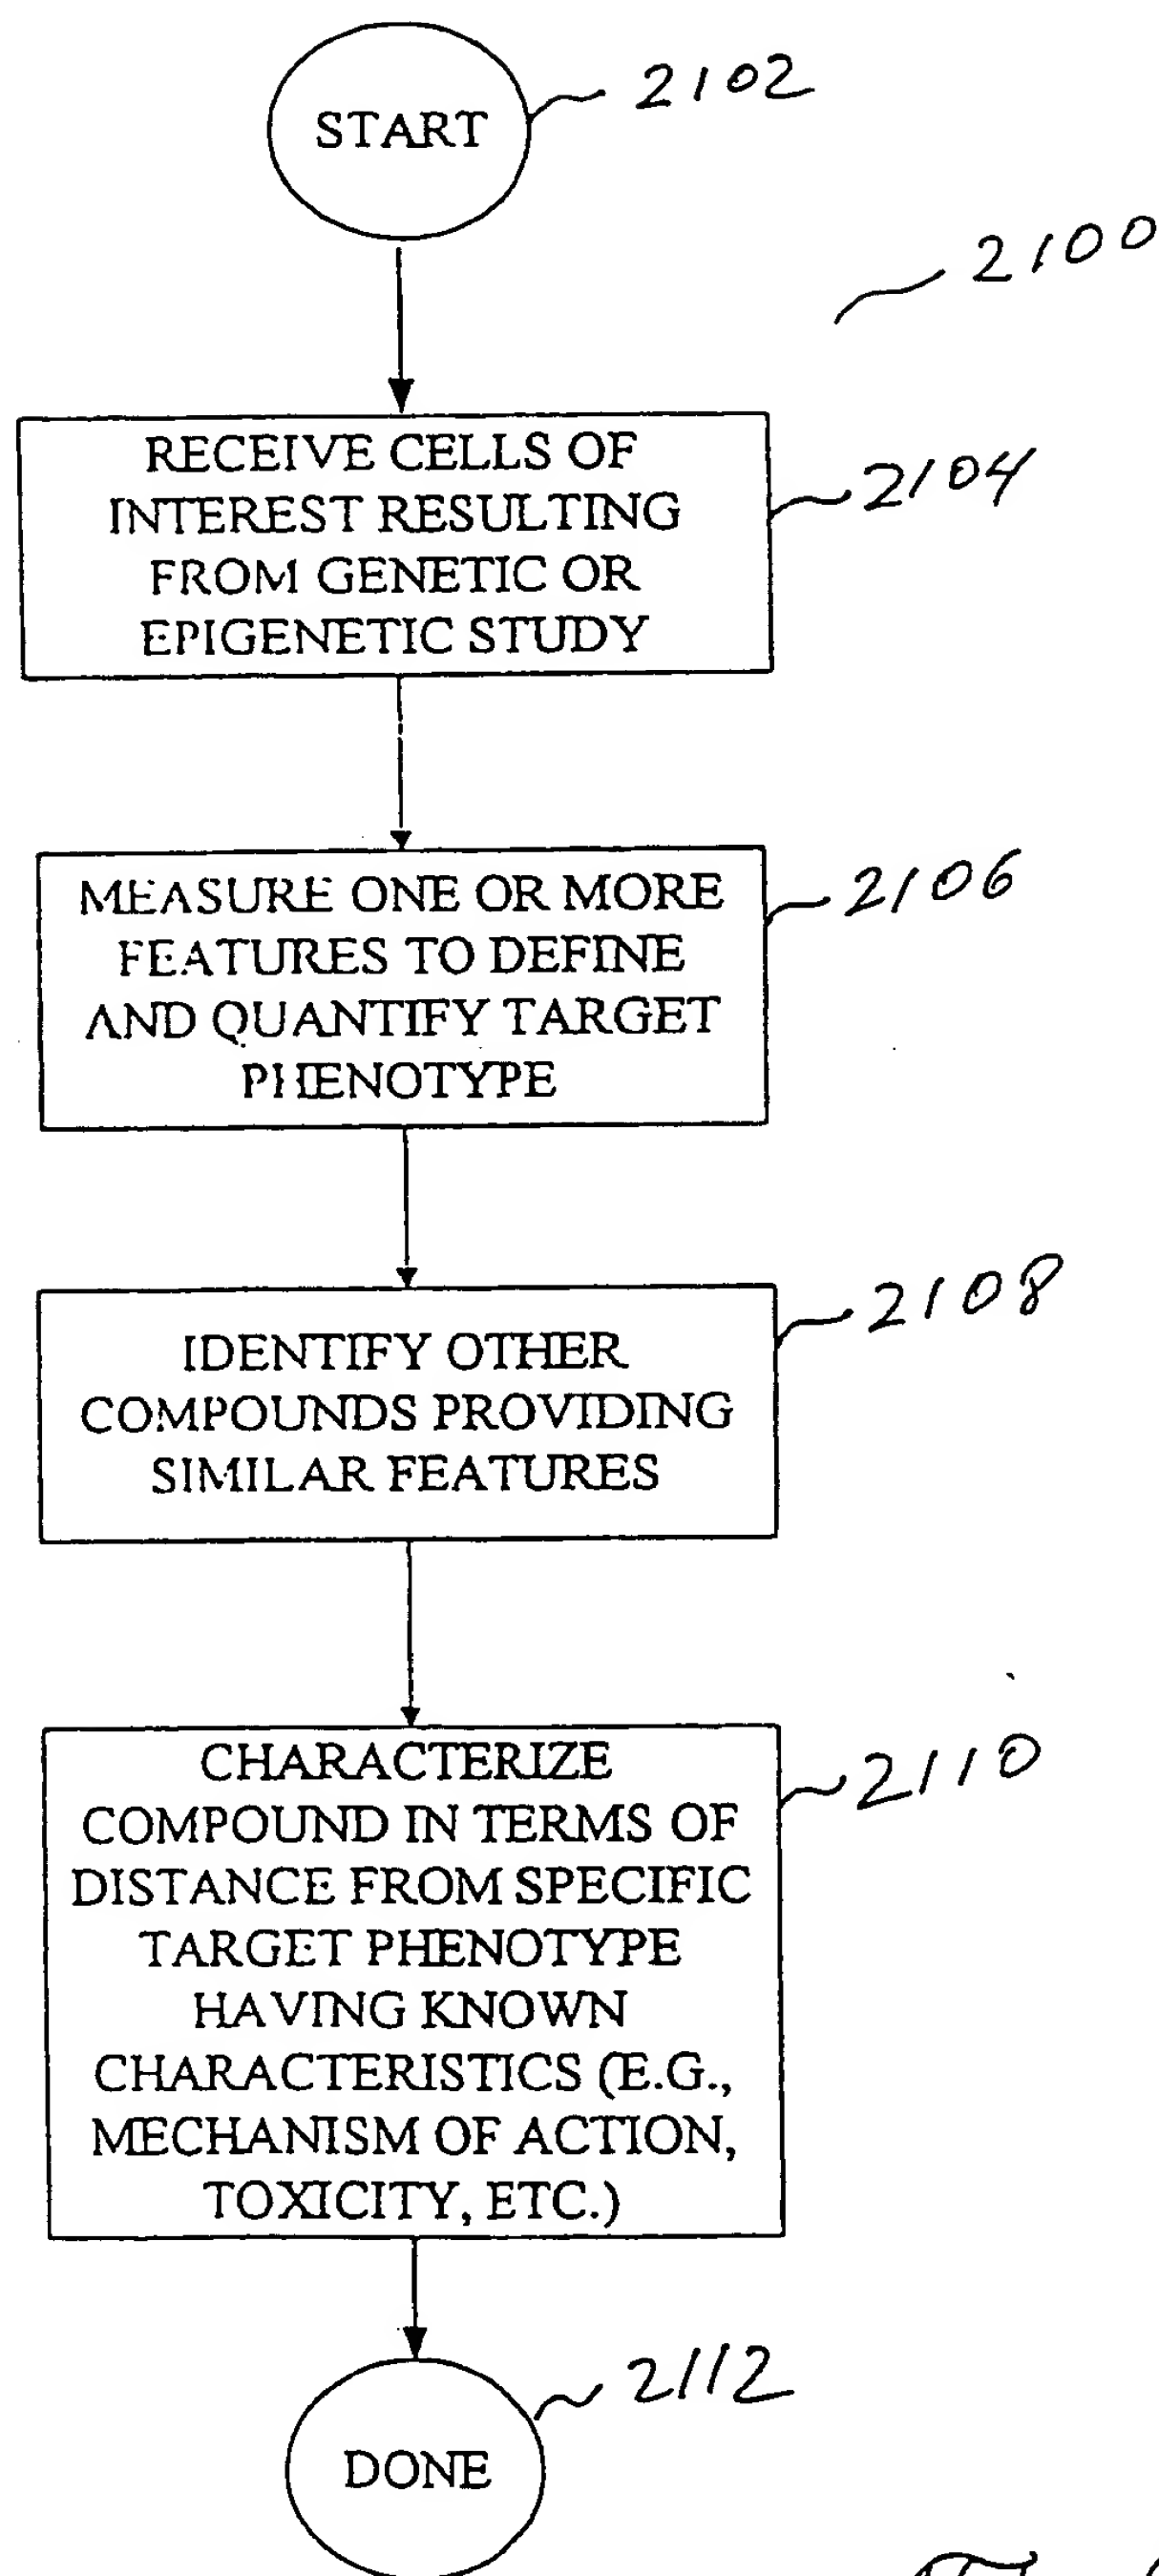 START
2102
2100
RECEIVE CELLS OF
INTEREST RESULTING
FROM GENETIC OR
EPIGENETIC STUDY
2104
MEASURE ONE OR MORE
FEATURES TO DEFINE
AND QUANTIFY TARGET
PHENOTYPE
2106
IDENTIFY OTHER
COMPOUNDS PROVIDING
SIMILAR FEATURES
2108
CHARACTERIZE
COMPOUND IN TERMS OF
DISTANCE FROM SPECIFIC
TARGET PHENOTYPE
HAVING KNOWN
CHARACTERISTICS (E.G.,
MECHANISM OF ACTION,
TOXICITY, ETC.)
2110
DONE
2112